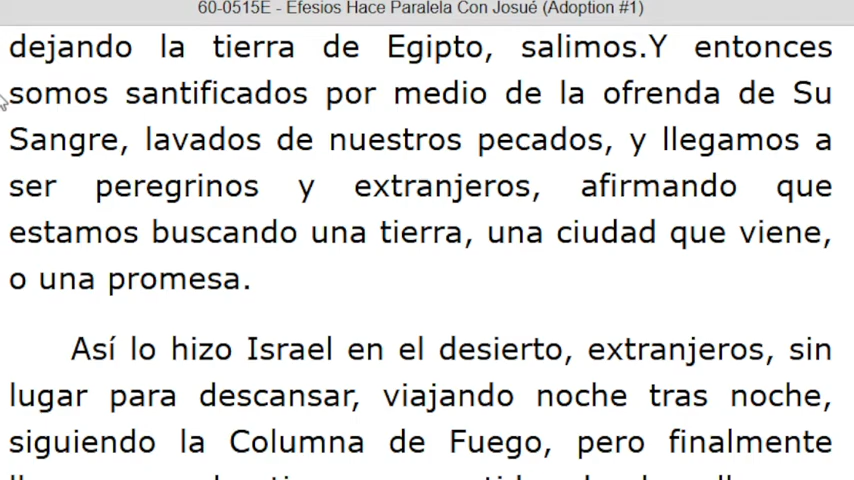 60-0515E - Efesios Hace Paralela Con Josué (Adoption #1)
dejando la tierra de Egipto, salimos.Y entonces
somos santificados por medio de la ofrenda de Su
Sangre, lavados de nuestros pecados, y llegamos a
ser peregrinos y extranjeros, afirmando que
estamos buscando una tierra, una ciudad que viene,
o una promesa.
Así lo hizo Israel en el desierto, extranjeros, sin
lugar para descansar, viajando noche tras noche,
siguiendo la Columna de Fuego, pero finalmente